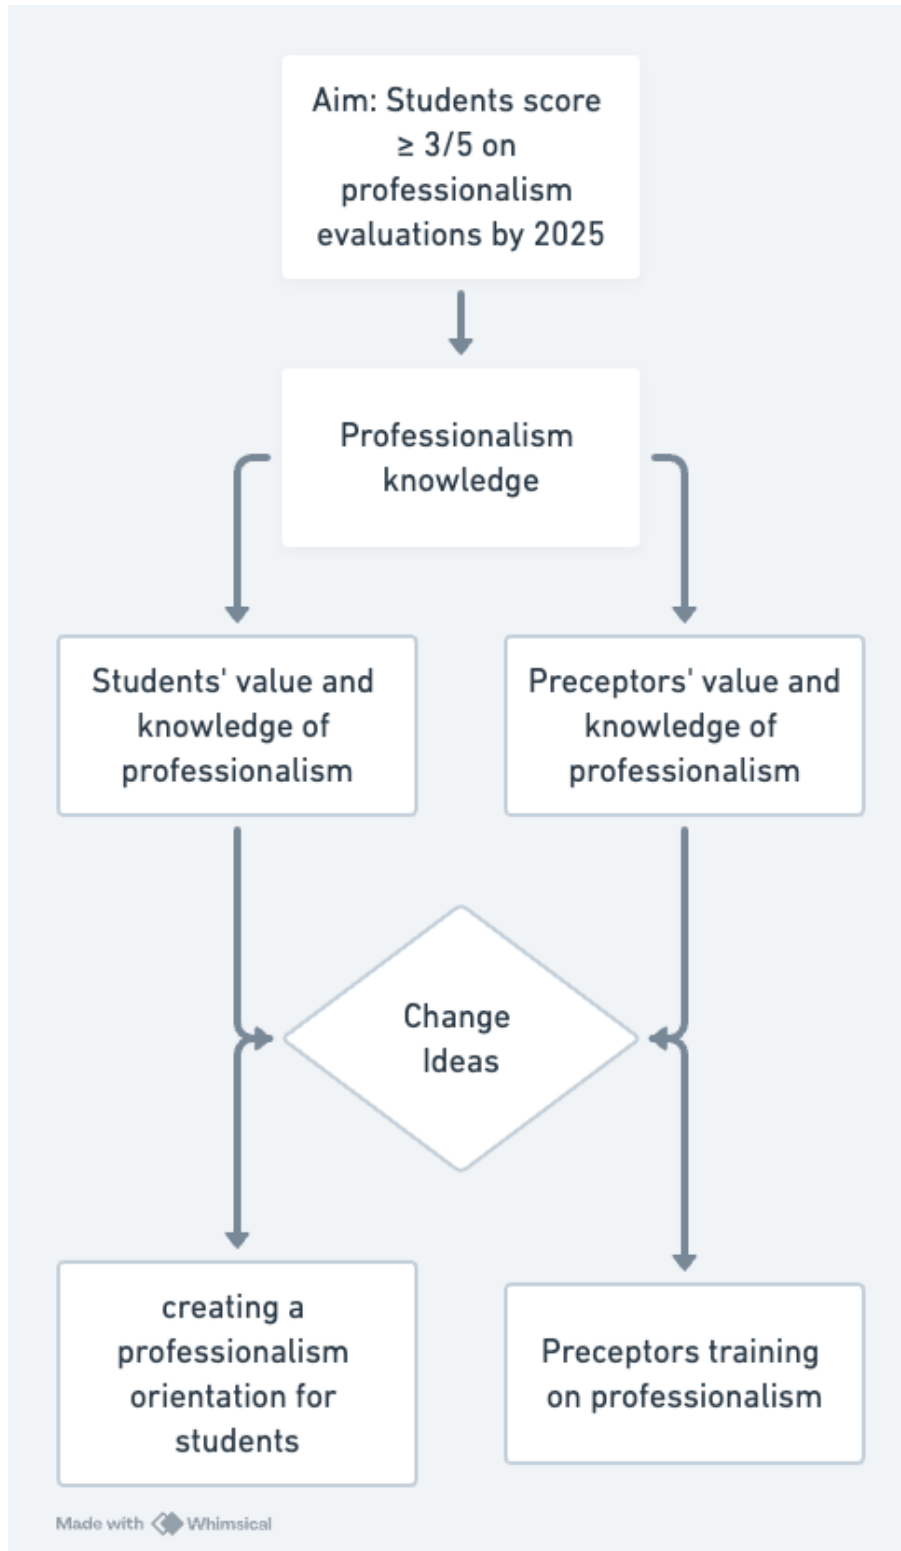 Aim: Students score
≥ 3/5 on
professionalism
evaluations by 2025
Professionalism
knowledge
Students' value and
knowledge of
professionalism
Preceptors' value and
knowledge of
professionalism
Change
Ideas
creating a
professionalism
orientation for
students
Preceptors training
on professionalism
Made with Whimsical